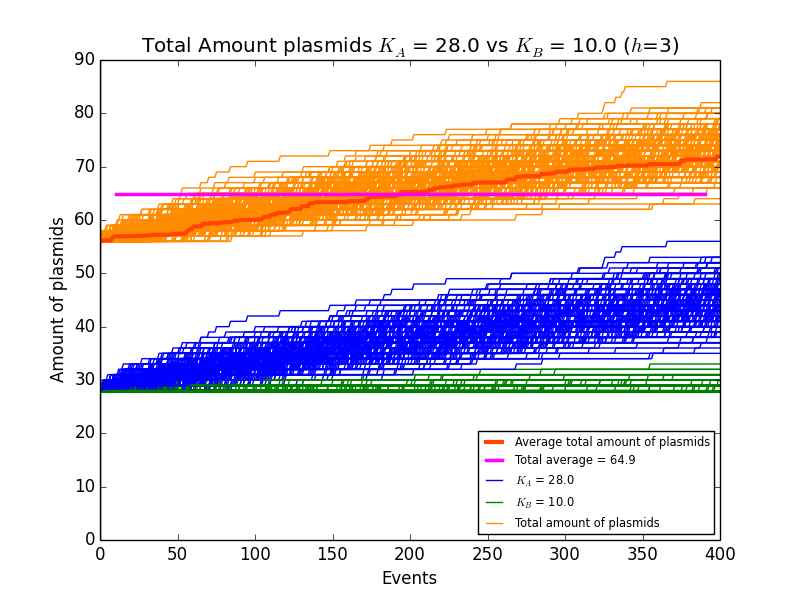 Total Amount plasmids K_A = 28.0 vs K_B = 10.0 (h=3)
90
80
70
60
50
40
30
20
10
0
Amount of plasmids
Average total amount of plasmids
Total average = 64.9
K_A = 28.0
K_B = 10.0
Total amount of plasmids
0 50 100 150 200 250 300 350 400
Events